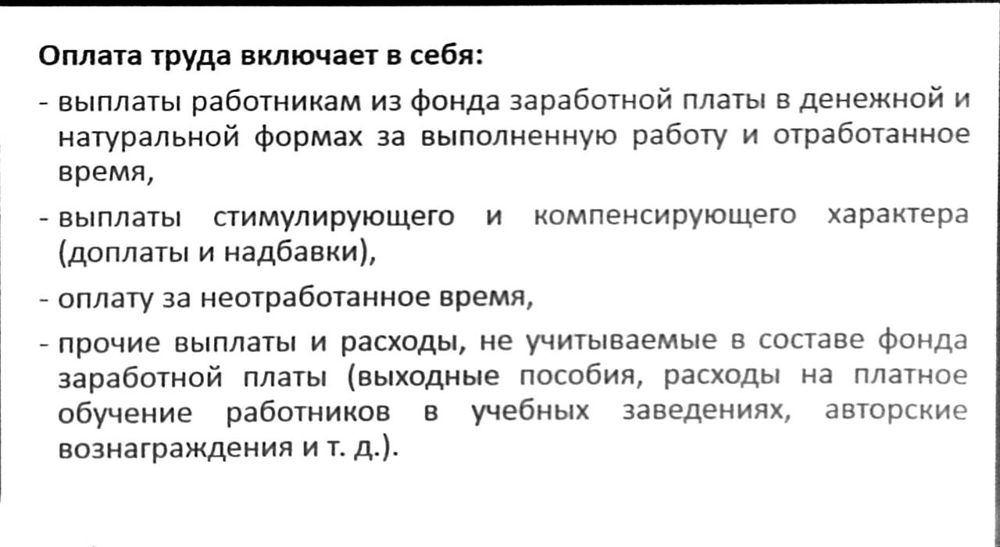 Оплата труда включает в себя:
- выплаты работникам из фонда заработной платы в денежной и
натуральной формах за выполненную работу и отработанное
время,
- выплаты стимулирующего и компенсирующего характера
(доплаты и надбавки),
- оплату за неотработанное время,
- прочие выплаты и расходы, не учитываемые в составе фонда
заработной платы (выходные пособия, расходы на платное
обучение работников в учебных заведениях, авторские
вознаграждения и т. д.).